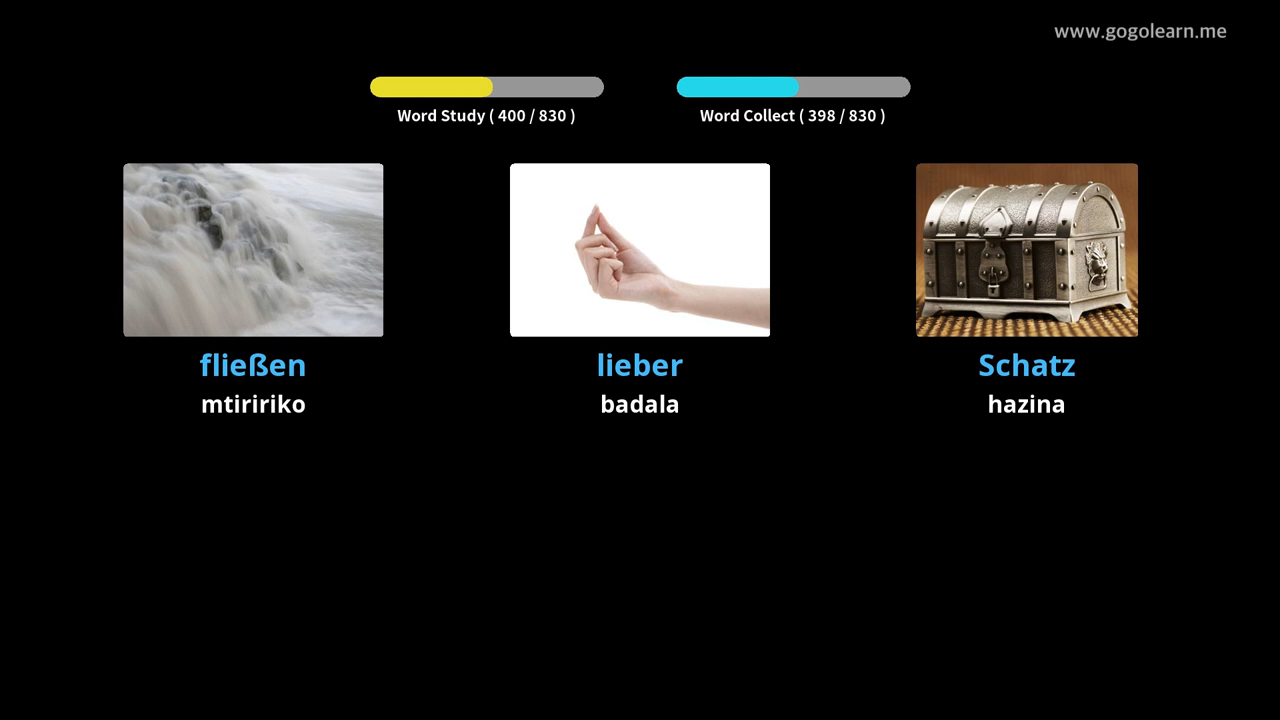 www.gogolearn.me
Word Study ( 400 / 830 )
Word Collect ( 398 / 830 )
fließen
mtiririko
lieber
badala
Schatz
hazina